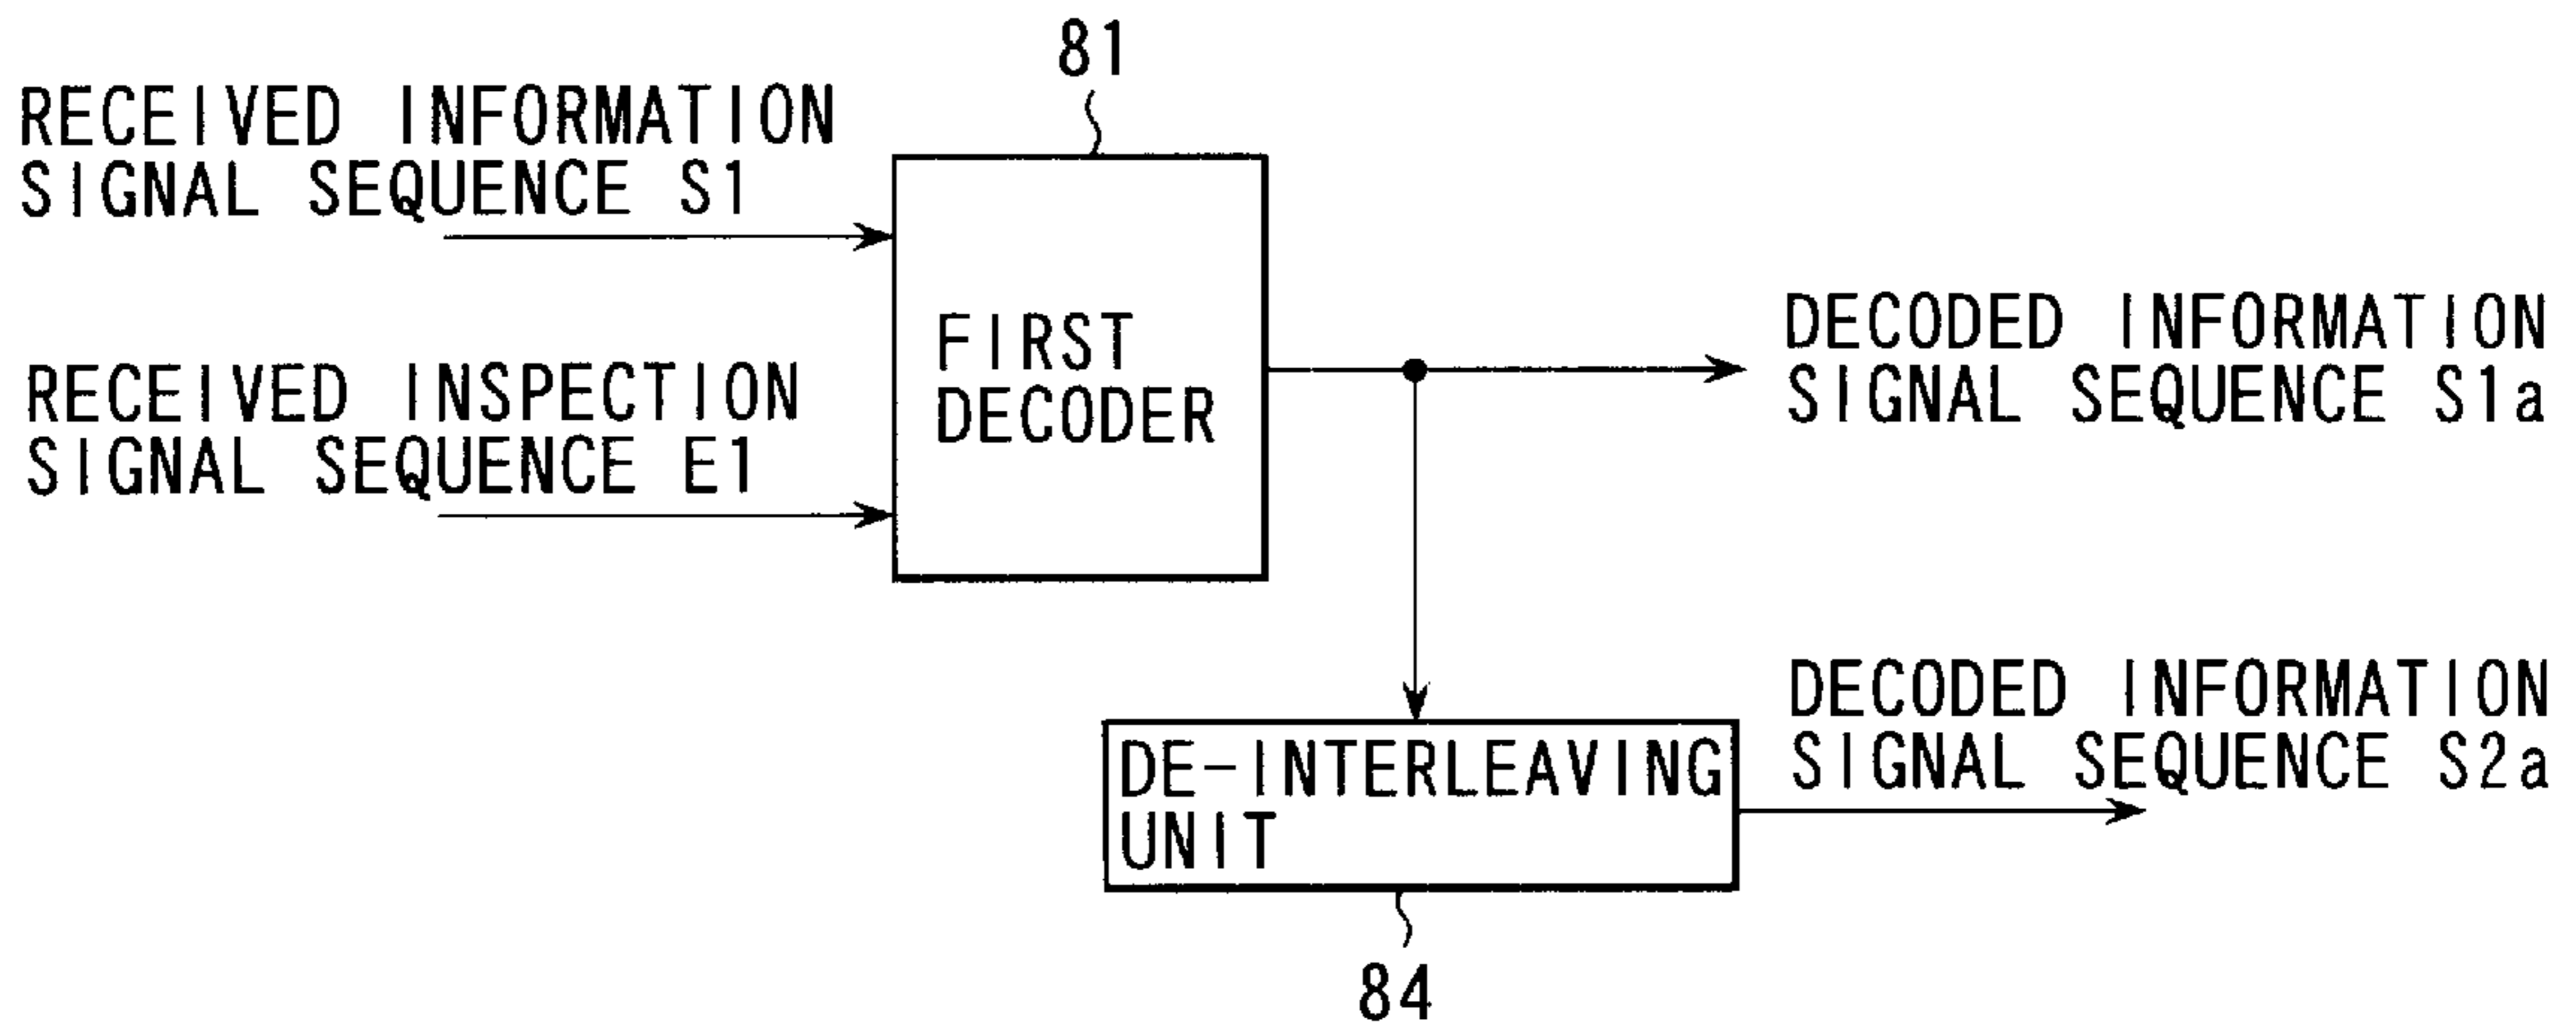 81
RECEIVED INFORMATION
SIGNAL SEQUENCE S1
RECEIVED INSPECTION
SIGNAL SEQUENCE E1
FIRST
DECODER
DECODED INFORMATION
SIGNAL SEQUENCE S1a
DECODED INFORMATION
SIGNAL SEQUENCE S2a
DE-INTERLEAVING
UNIT
84